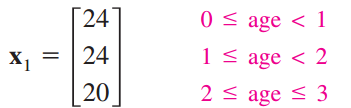 24 0 ≤ age < 1
x₁ = 24 1 ≤ age < 2
20 2 ≤ age ≤ 3